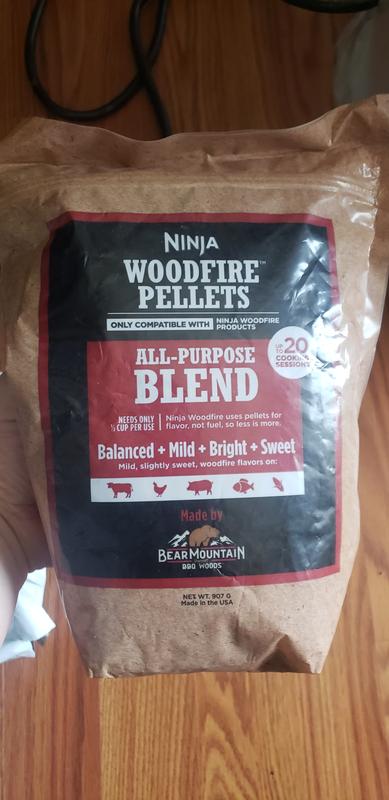 NINJA
WOODFIRE™
PELLETS
ONLY COMPATIBLE WITH NINJA WOODFIRE PRODUCTS
UP TO 20 COOKING SESSIONS
ALL-PURPOSE
BLEND
NEEDS ONLY
½ CUP PER USE
Ninja Woodfire uses pellets for
flavor, not fuel, so less is more.
Balanced + Mild + Bright + Sweet
Mild, slightly sweet, woodfire flavors on:
Made by
BEAR MOUNTAIN
BBQ WOODS
NET WT. 907 G
Made in the USA